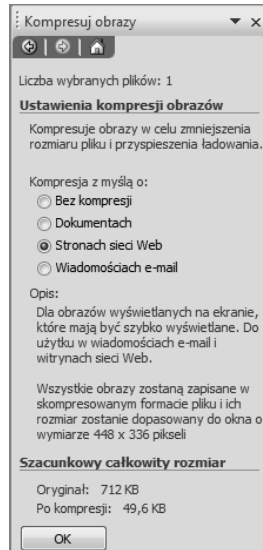 Kompresuj obrazy
Liczba wybranych plików: 1
Ustawienia kompresji obrazów
Kompresuje obrazy w celu zmniejszenia
rozmiaru pliku i przyspieszenia ładowania.
Kompresja z myślą o:
Bez kompresji
Dokumentach
Stronach sieci Web
Wiadomościach e-mail
Opis:
Dla obrazów wyświetlanych na ekranie,
które mają być szybko wyświetlane. Do
użytku w wiadomościach e-mail i
witrynach sieci Web.
Wszystkie obrazy zostaną zapisane w
skompresowanym formacie pliku i ich
rozmiar zostanie dopasowany do okna o
wymiarze 448 x 336 pikseli
Szacunkowy całkowity rozmiar
Oryginał: 712 KB
Po kompresji: 49,6 KB
OK